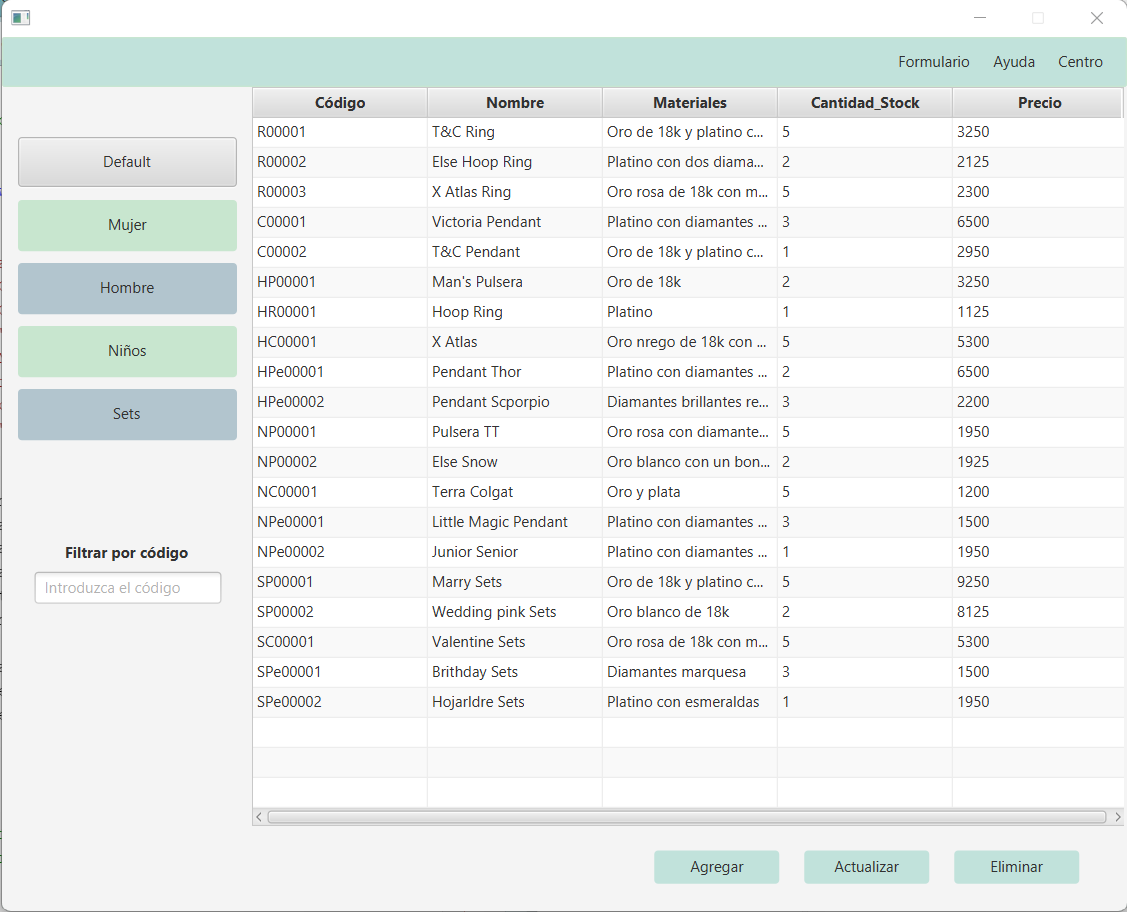 Formulario Ayuda Centro
Default
Mujer
Hombre
Niños
Sets
Filtrar por código
Introduzca el código
Código Nombre Materiales Cantidad_Stock Precio
R00001 T&C Ring Oro de 18k y platino c... 5 3250
R00002 Else Hoop Ring Platino con dos diama... 2 2125
R00003 X Atlas Ring Oro rosa de 18k con m... 5 2300
C00001 Victoria Pendant Platino con diamantes ... 3 6500
C00002 T&C Pendant Oro de 18k y platino c... 1 2950
HP00001 Man's Pulsera Oro de 18k 2 3250
HR00001 Hoop Ring Platino 1 1125
HC00001 X Atlas Oro nrego de 18k con ... 5 5300
HPe00001 Pendant Thor Platino con diamantes ... 2 6500
HPe00002 Pendant Scporpio Diamantes brillantes re... 3 2200
NP00001 Pulsera TT Oro rosa con diamante... 5 1950
NP00002 Else Snow Oro blanco con un bon... 2 1925
NC00001 Terra Colgat Oro y plata 5 1200
NPe00001 Little Magic Pendant Platino con diamantes ... 3 1500
NPe00002 Junior Senior Platino con diamantes ... 1 1950
SP00001 Marry Sets Oro de 18k y platino c... 5 9250
SP00002 Wedding pink Sets Oro blanco de 18k 2 8125
SC00001 Valentine Sets Oro rosa de 18k con m... 5 5300
SPe00001 Brithday Sets Diamantes marquesa 3 1500
SPe00002 Hojarldre Sets Platino con esmeraldas 1 1950
Agregar Actualizar Eliminar